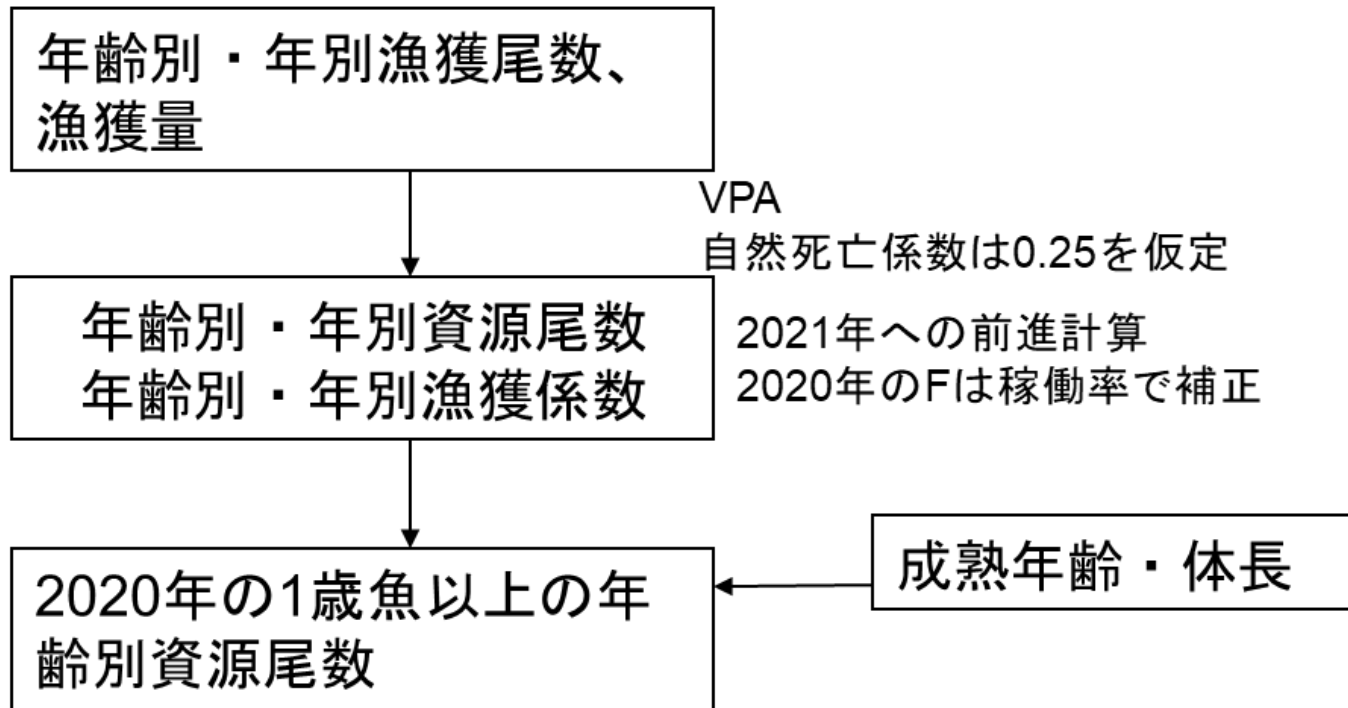 年齢別・年別漁獲尾数、
漁獲量
VPA
自然死亡係数は0.25を仮定
年齢別・年別資源尾数
年齢別・年別漁獲係数
2021年への前進計算
2020年のFは稼働率で補正
成熟年齢・体長
2020年の1歳魚以上の年
齢別資源尾数